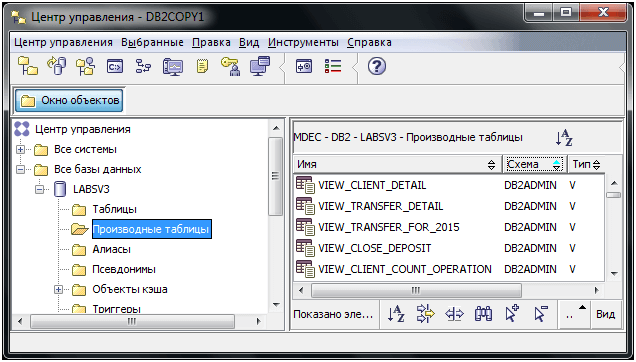 Центр управления - DB2COPY1
Центр управления Выбранные Правка Вид Инструменты Справка
Окно объектов
Центр управления
Все системы
Все базы данных
LABSV3
Таблицы
Производные таблицы
Алиасы
Псевдонимы
Объекты кэша
Триггеры
MDEC - DB2 - LABSV3 - Производные таблицы
Имя Схема Тип
VIEW_CLIENT_DETAIL DB2ADMIN V
VIEW_TRANSFER_DETAIL DB2ADMIN V
VIEW_TRANSFER_FOR_2015 DB2ADMIN V
VIEW_CLOSE_DEPOSIT DB2ADMIN V
VIEW_CLIENT_COUNT_OPERATION DB2ADMIN V
Показано эле... .. Вид